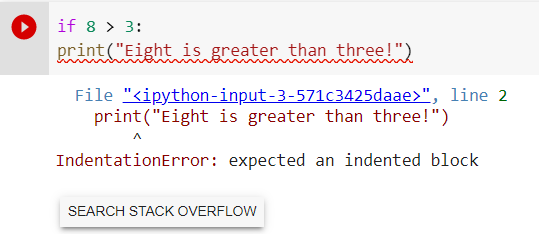 if 8 > 3:
print("Eight is greater than three!")
File "<ipython-input-3-571c3425daae>", line 2
print("Eight is greater than three!")
^
IndentationError: expected an indented block
SEARCH STACK OVERFLOW